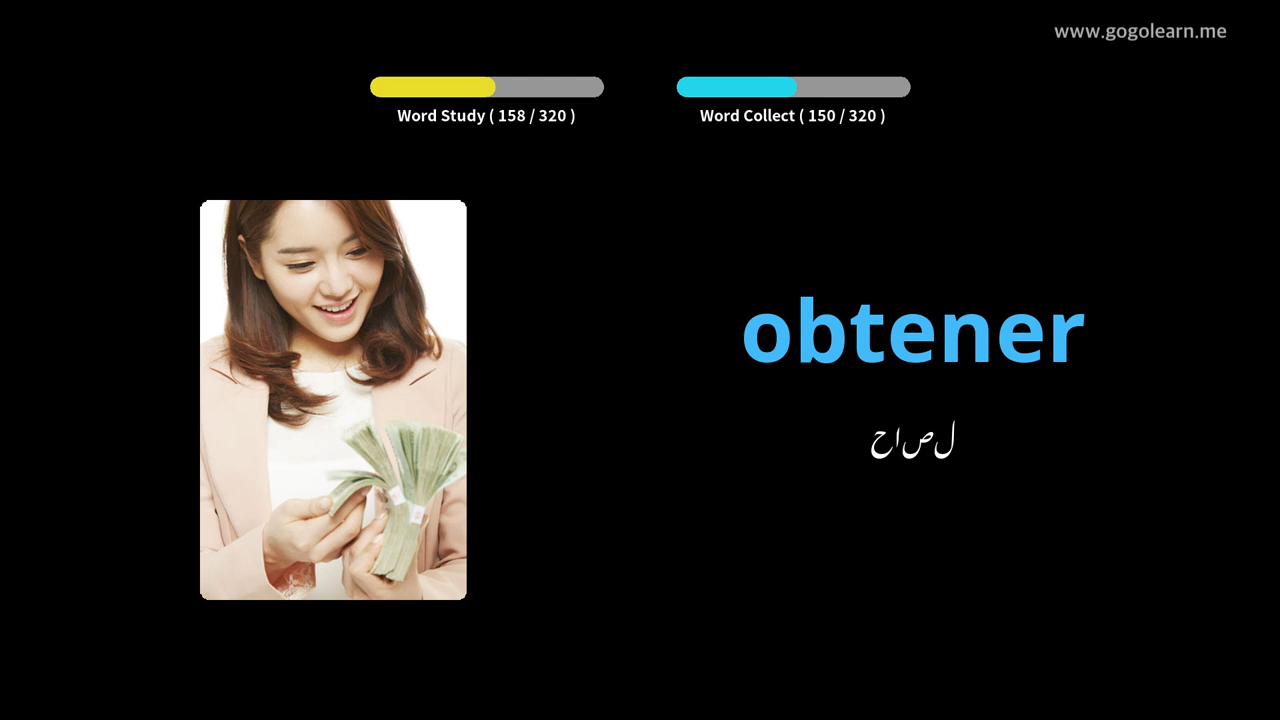 www.gogolearn.me
Word Study ( 158 / 320 )
Word Collect ( 150 / 320 )
obtener
حاصل